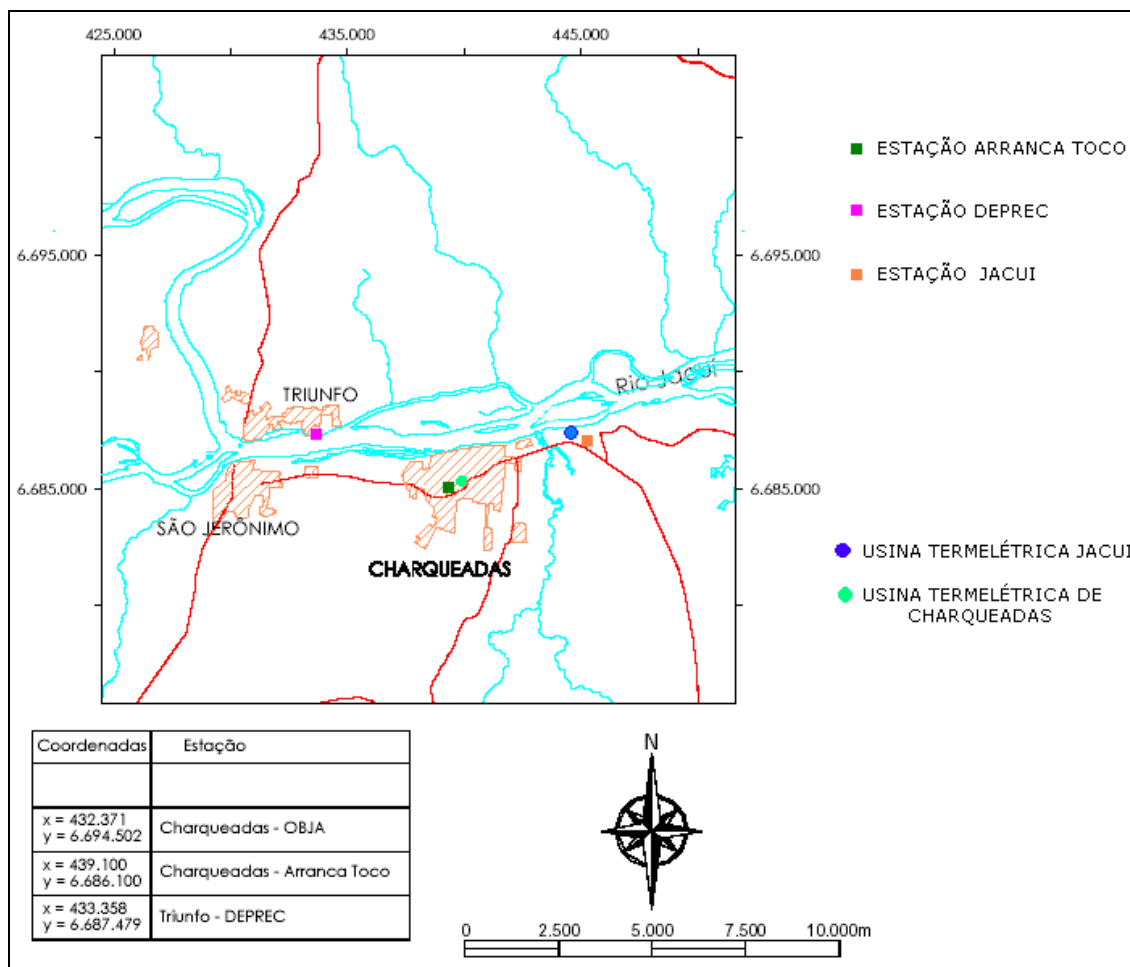 425.000 435.000 445.000
ESTAÇÃO ARRANCA TOCO
ESTAÇÃO DEPREC
6.695.000 6.695.000
ESTAÇÃO JACUI
Rio Jacuí
TRIUNFO
6.685.000 6.685.000
SÃO JERÔNIMO
CHARQUEADAS
USINA TERMELÉTRICA JACUI
USINA TERMELÉTRICA DE
CHARQUEADAS
Coordenadas Estação
x = 432.371
y = 6.694.502
Charqueadas - OBJA
x = 439.100
y = 6.686.100
Charqueadas - Arranca Toco
x = 433.358
y = 6.687.479
Triunfo - DEPREC
N
0 2.500 5.000 7.500 10.000m